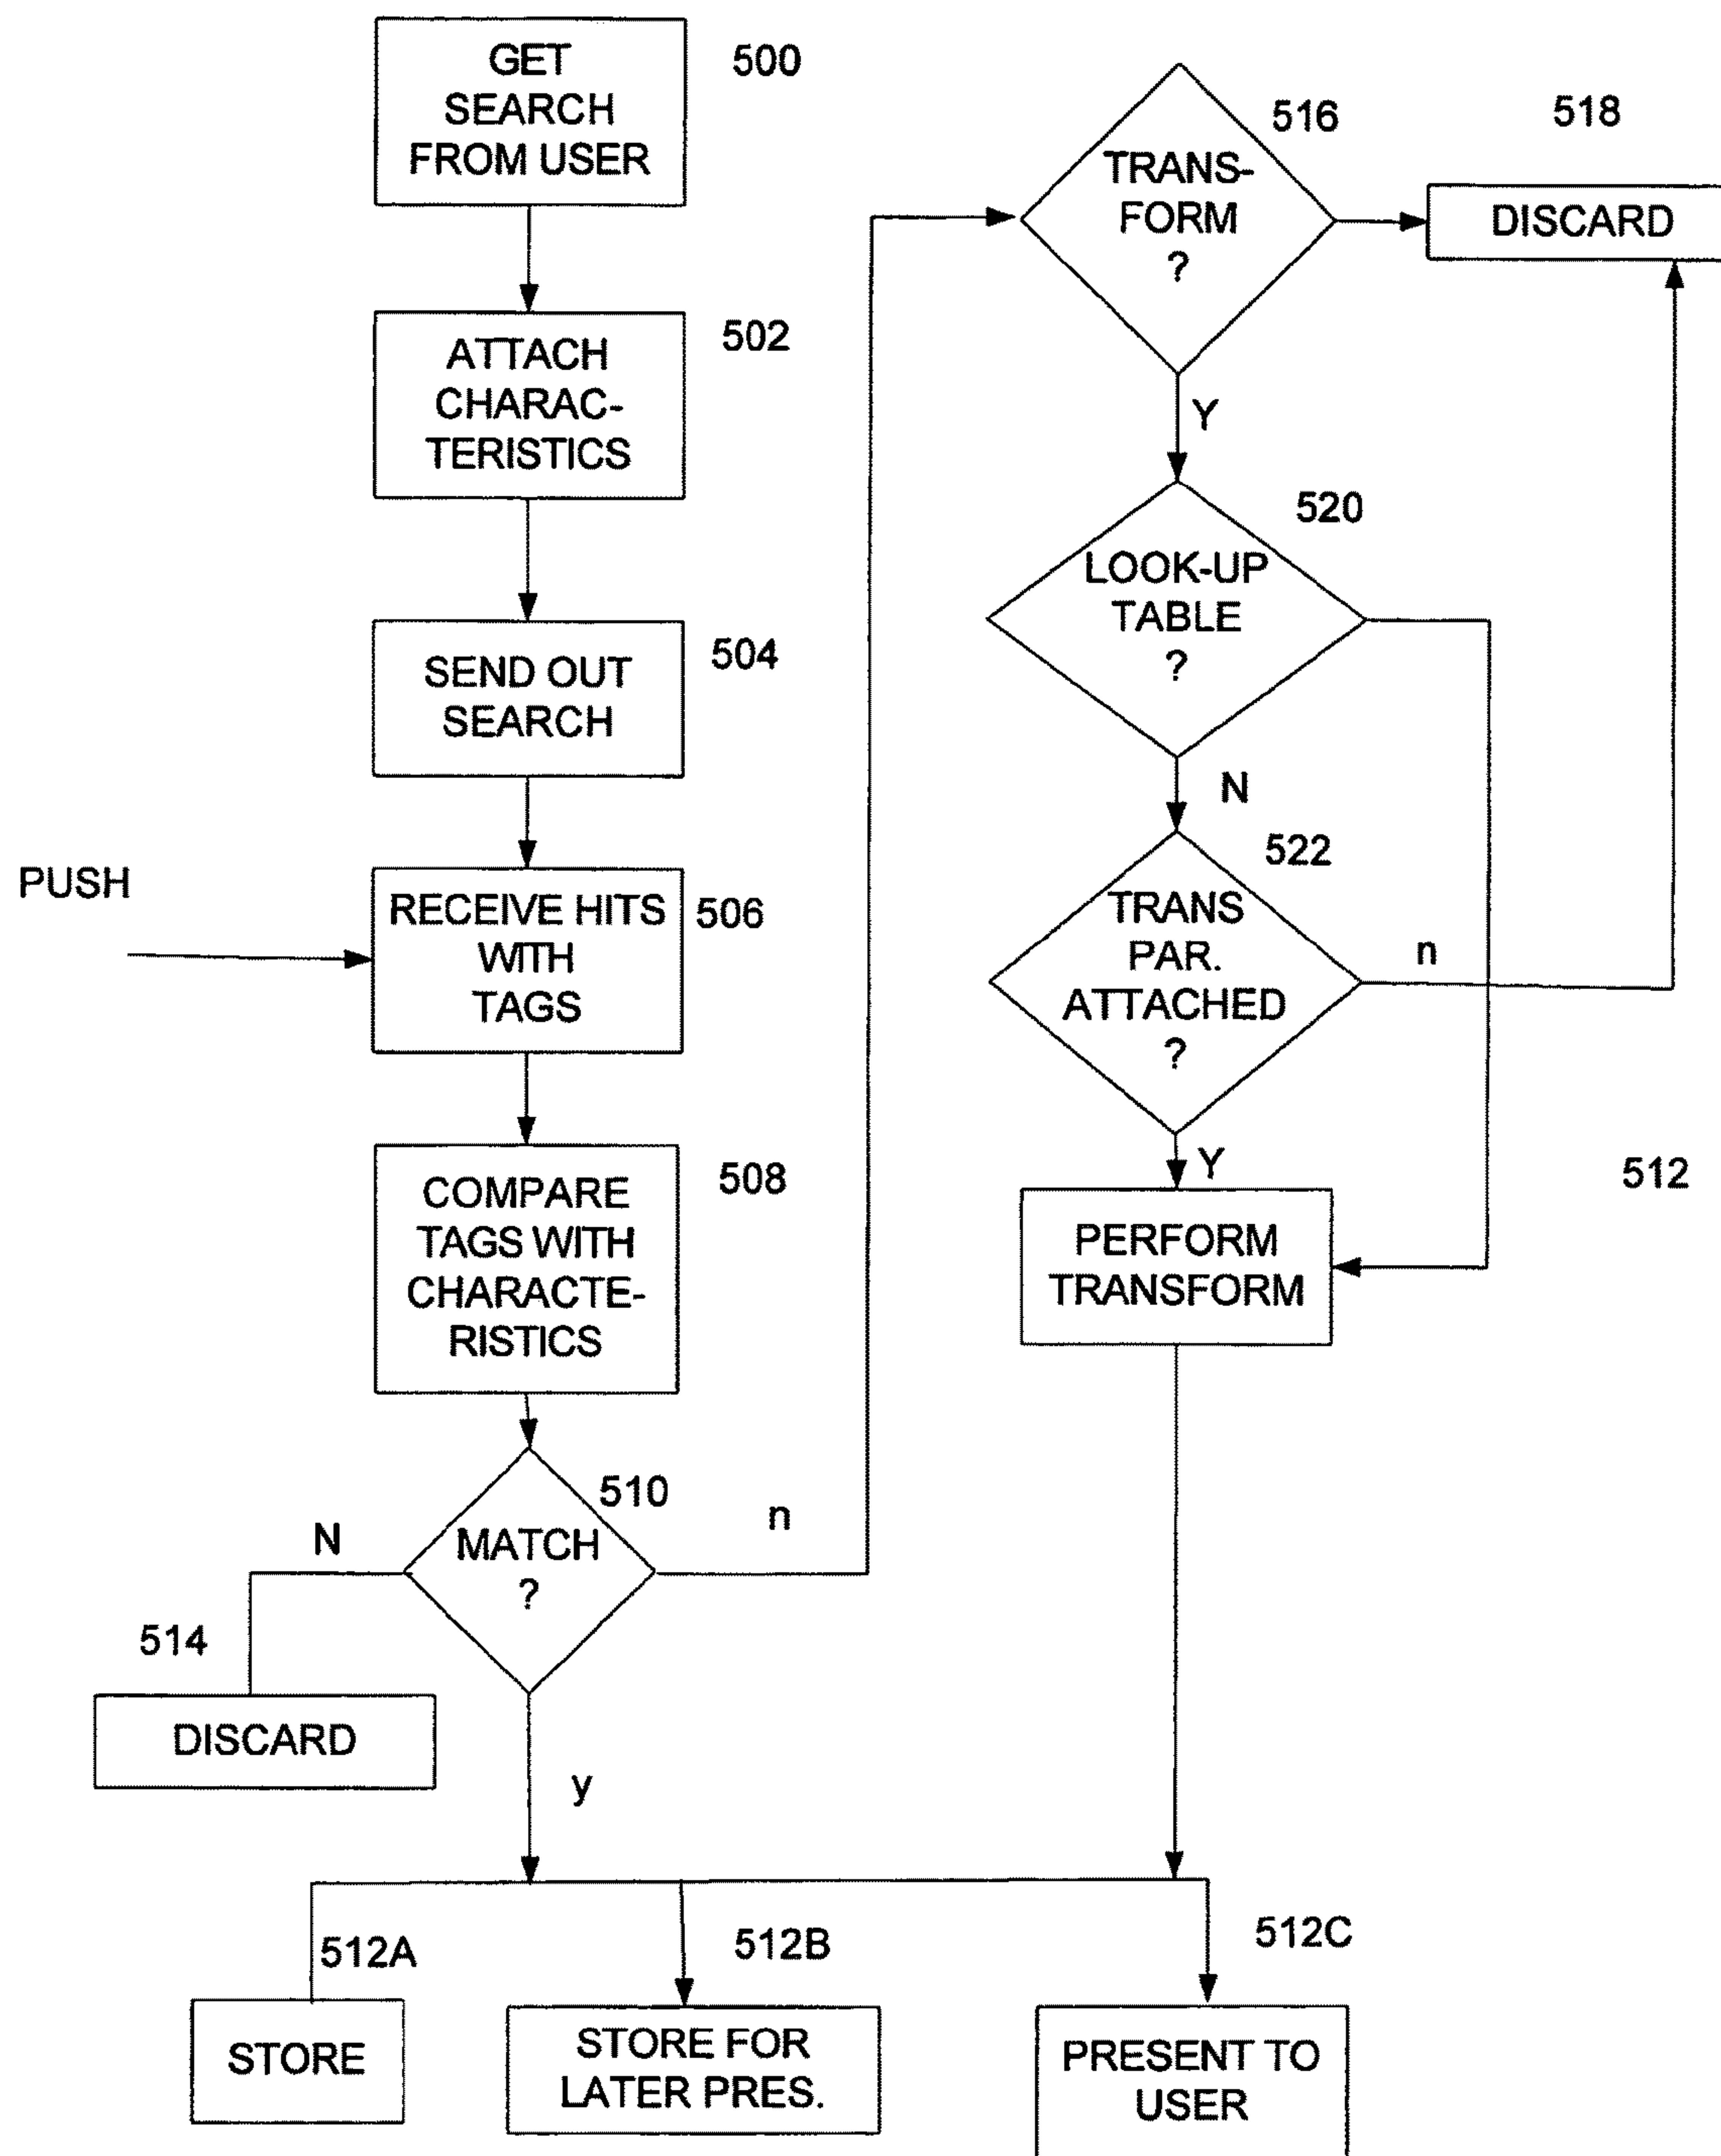 GET
SEARCH
FROM USER
500
ATTACH
CHARAC-
TERISTICS
502
SEND OUT
SEARCH
504
PUSH
RECEIVE HITS
WITH
TAGS
506
COMPARE
TAGS WITH
CHARACTE-
RISTICS
508
MATCH
?
510
N
n
514
DISCARD
y
TRANS-
FORM
?
516
518
DISCARD
Y
LOOK-UP
TABLE
?
520
N
TRANS
PAR.
ATTACHED
?
522
n
Y
512
PERFORM
TRANSFORM
512A
STORE
512B
STORE FOR
LATER PRES.
512C
PRESENT TO
USER